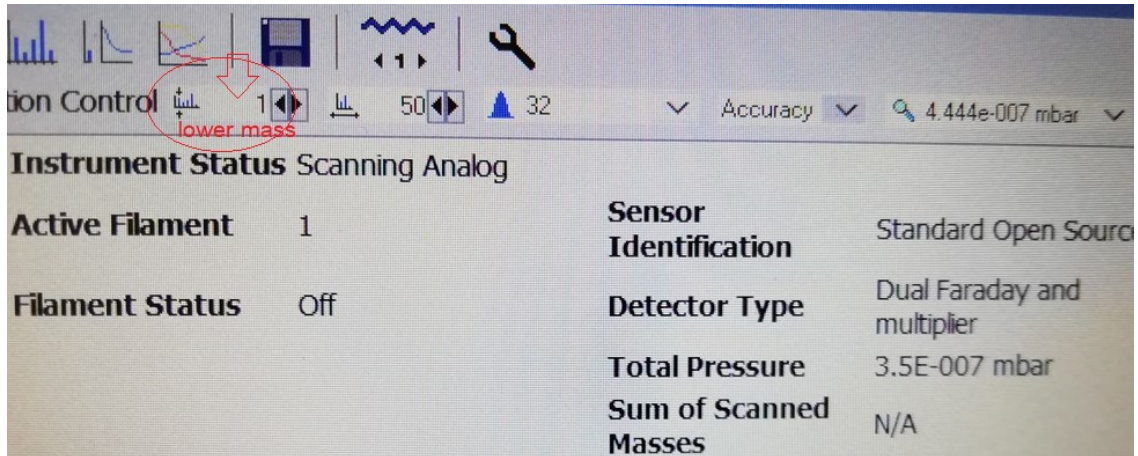 1
tion Control 1 50 32 Accuracy 4.444e-007 mbar
lower mass
Instrument Status Scanning Analog
Active Filament 1
Sensor
Identification
Standard Open Source
Filament Status Off
Detector Type
Dual Faraday and
multiplier
Total Pressure 3.5E-007 mbar
Sum of Scanned
Masses
N/A